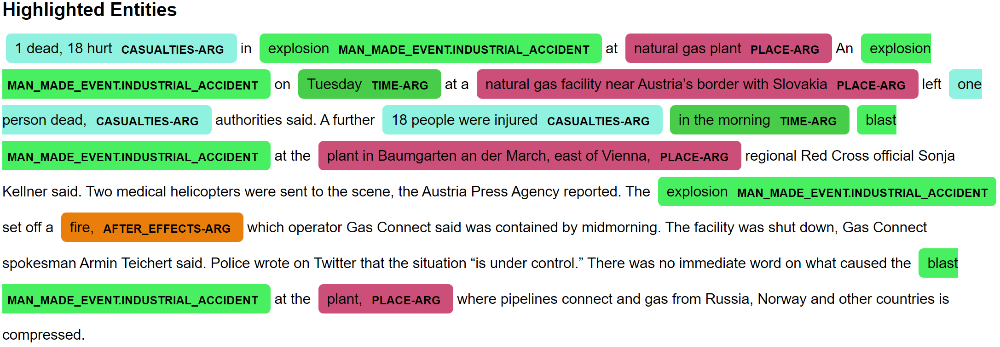 Highlighted Entities
1 dead, 18 hurt CASUALTIES-ARG in explosion MAN_MADE_EVENT.INDUSTRIAL_ACCIDENT at natural gas plant PLACE-ARG An explosion
MAN_MADE_EVENT.INDUSTRIAL_ACCIDENT on Tuesday TIME-ARG at a natural gas facility near Austria’s border with Slovakia PLACE-ARG left one
person dead, CASUALTIES-ARG authorities said. A further 18 people were injured CASUALTIES-ARG in the morning TIME-ARG blast
MAN_MADE_EVENT.INDUSTRIAL_ACCIDENT at the plant in Baumgarten an der March, east of Vienna, PLACE-ARG regional Red Cross official Sonja
Kellner said. Two medical helicopters were sent to the scene, the Austria Press Agency reported. The explosion MAN_MADE_EVENT.INDUSTRIAL_ACCIDENT
set off a fire, AFTER_EFFECTS-ARG which operator Gas Connect said was contained by midmorning. The facility was shut down, Gas Connect
spokesman Armin Teichert said. Police wrote on Twitter that the situation “is under control.” There was no immediate word on what caused the blast
MAN_MADE_EVENT.INDUSTRIAL_ACCIDENT at the plant, PLACE-ARG where pipelines connect and gas from Russia, Norway and other countries is
compressed.